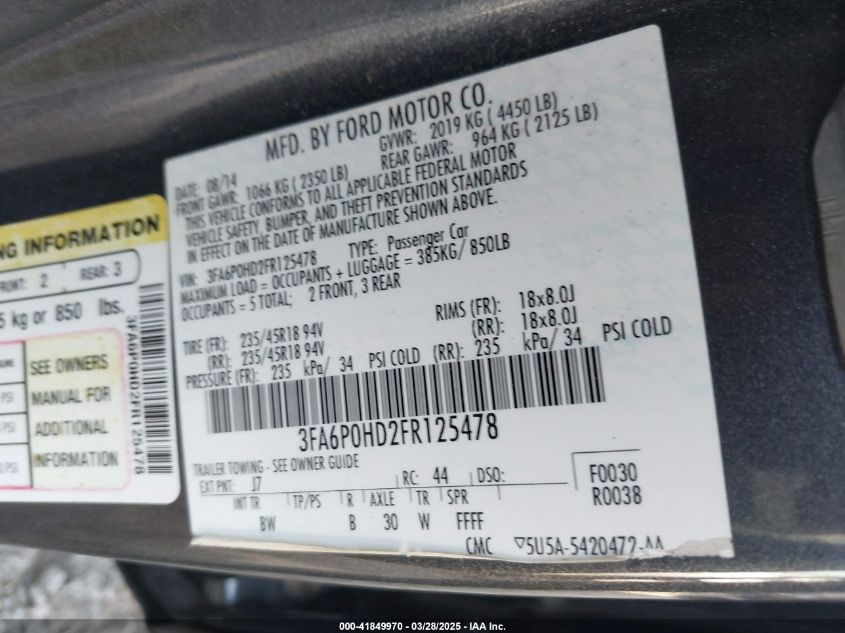 MFD. BY FORD MOTOR CO.
DATE: 08/14
GVWR: 2019 KG ( 4450 LB)
FRONT GAWR: 1066 KG ( 2350 LB)
REAR GAWR: 964 KG ( 2125 LB)
THIS VEHICLE CONFORMS TO ALL APPLICABLE FEDERAL MOTOR
VEHICLE SAFETY, BUMPER, AND THEFT PREVENTION STANDARDS
IN EFFECT ON THE DATE OF MANUFACTURE SHOWN ABOVE.
VIN: 3FA6P0HD2FR125478 TYPE: Passenger Car
MAXIMUM LOAD = OCCUPANTS + LUGGAGE = 385KG/ 850LB
OCCUPANTS = 5 TOTAL; 2 FRONT, 3 REAR
TIRE (FR): 235/45R18 94V RIMS (FR): 18x8.0J
(RR): 235/45R18 94V (RR): 18x8.0J
PRESSURE (FR): 235 kPa/ 34 PSI COLD (RR): 235 kPa/ 34 PSI COLD
3FA6P0HD2FR125478
TRAILER TOWING - SEE OWNER GUIDE
EXT PNT: J7 RC: 44 DSO:
F0030
R0038
INT TR TP/PS R AXLE TR SPR
BW B 30 W FFFF
CMC ▽5U5A-5420472-AA
NG INFORMATION
FRONT: 2 REAR: 3
5 kg or 850 lbs.
SEE OWNERS
MANUAL FOR
ADDITIONAL
INFORMATION
PSI
PSI
PSI
3FA6P0HD2FR125478
000-41849970 | 03/28/2025 - IAA Inc.